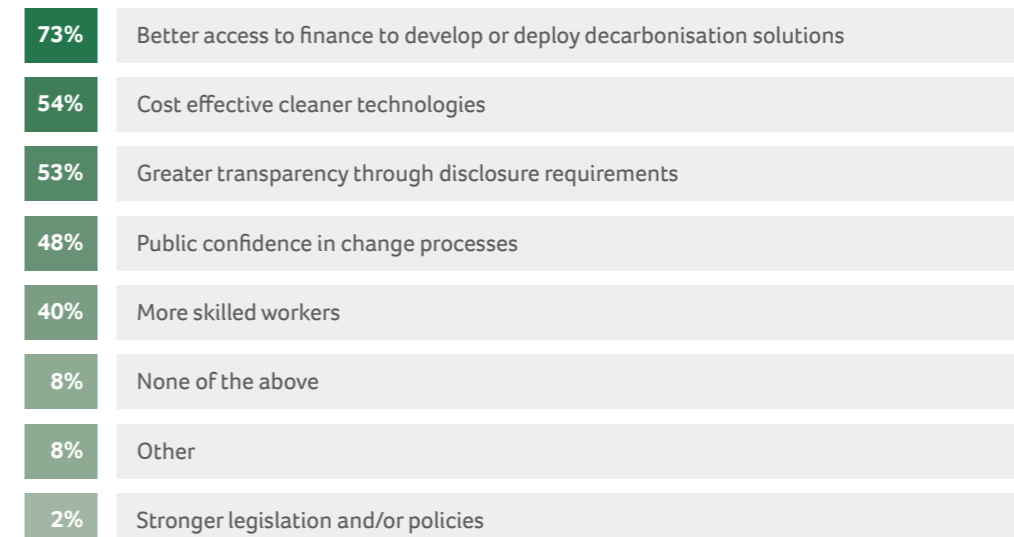 73% Better access to finance to develop or deploy decarbonisation solutions
54% Cost effective cleaner technologies
53% Greater transparency through disclosure requirements
48% Public confidence in change processes
40% More skilled workers
8% None of the above
8% Other
2% Stronger legislation and/or policies